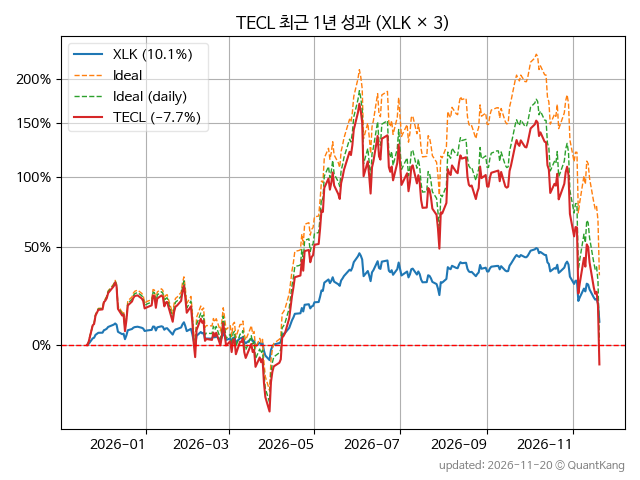 TECL 최근 1년 성과 (XLK × 3)
XLK (10.1%)
Ideal
Ideal (daily)
TECL (−7.7%)
200%
150%
100%
50%
0%
2026-01
2026-03
2026-05
2026-07
2026-09
2026-11
updated: 2026-11-20 © QuantKang